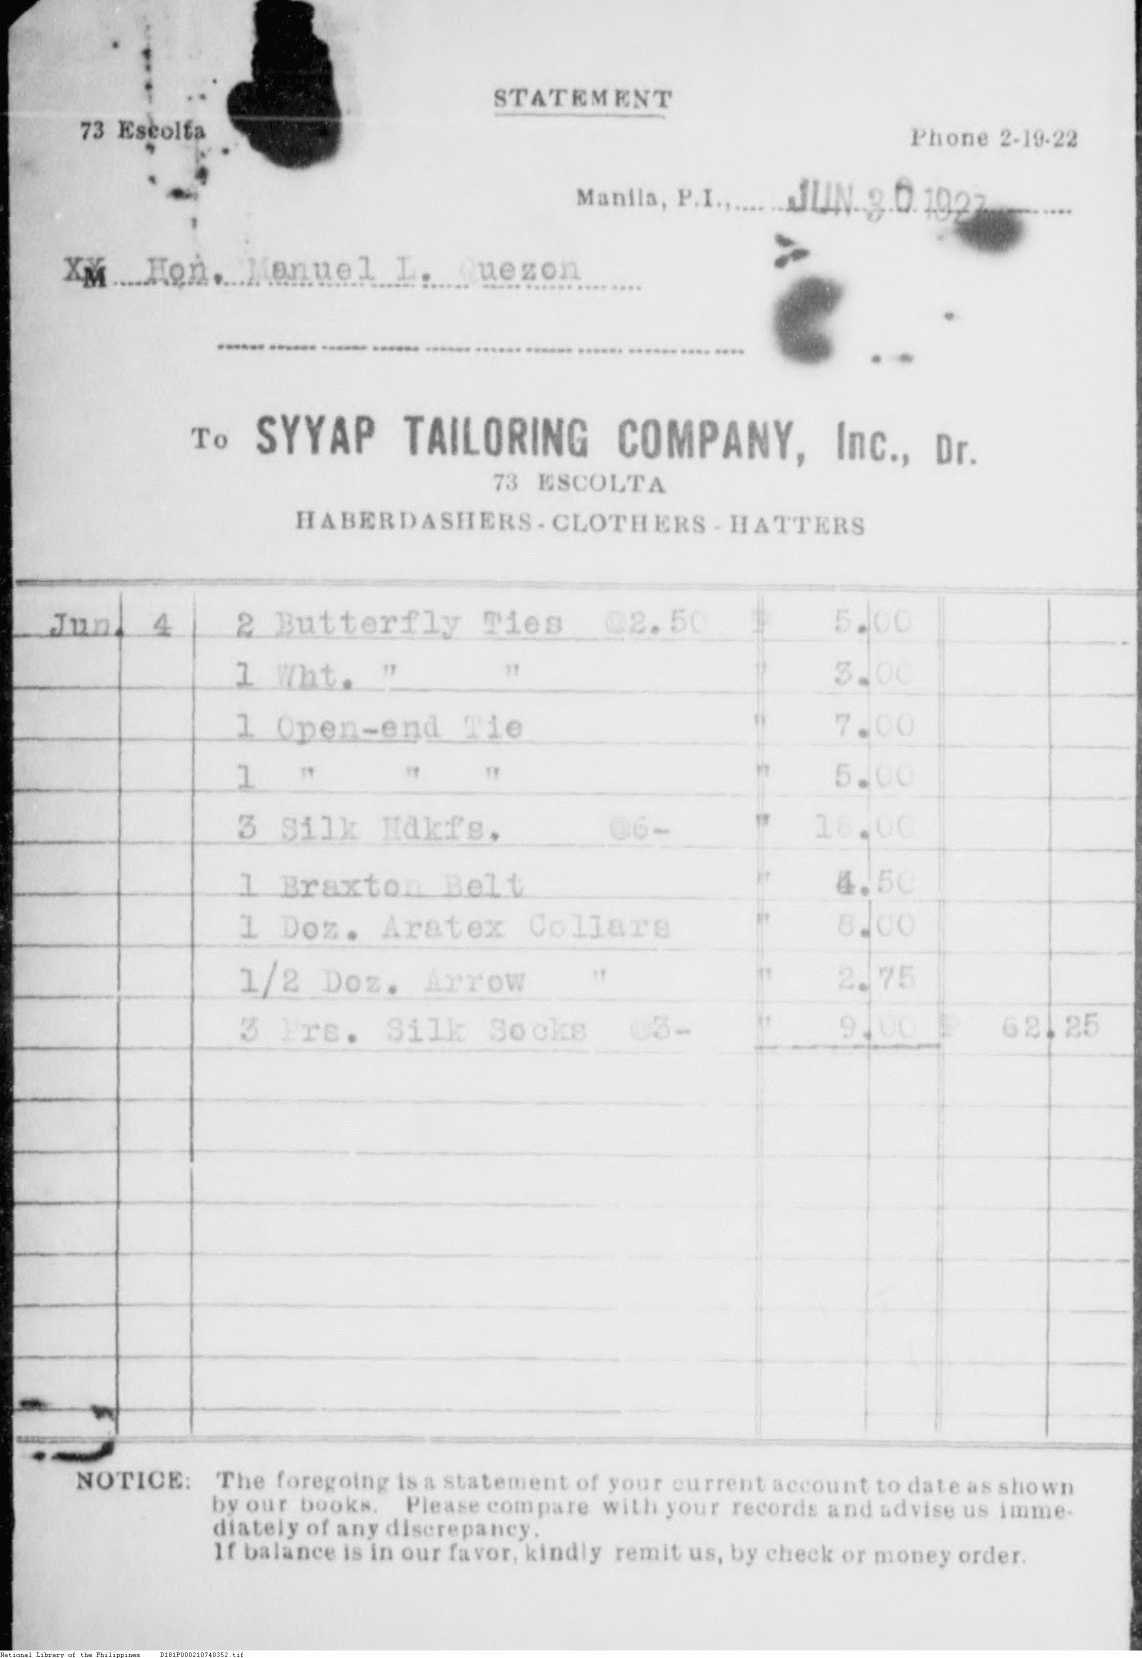 STATEMENT
73 Escolta
Phone 2-19-22
Manila, P.I., JUN 30 1927
XX M Hon. Manuel L. Quezon
To SYYAP TAILORING COMPANY, Inc., Dr.
73 ESCOLTA
HABERDASHERS - CLOTHERS - HATTERS
Jun. 4 2 Butterfly Ties @2.50 ₱ 5.00
1 Wht. " " " 3.00
1 Open-end Tie " 7.00
1 " " " " 5.00
3 Silk Hdkfs. @6- " 18.00
1 Braxton Belt " 4.50
1 Doz. Aratex Collars " 8.00
1/2 Doz. Arrow " " 2.75
3 Prs. Silk Socks @3- " 9.00 ₱ 62.25
NOTICE: The foregoing is a statement of your current account to date as shown
by our books. Please compare with your records and advise us imme-
diately of any discrepancy.
If balance is in our favor, kindly remit us, by check or money order.
National Library of the Philippines D181P000210740352.tif